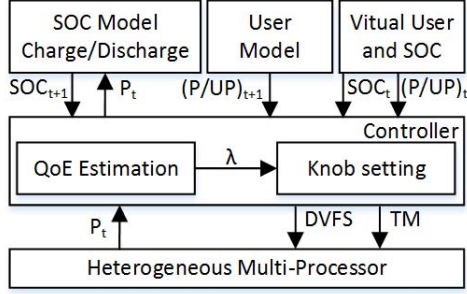 SOC Model
Charge/Discharge
User
Model
Vitual User
and SOC
SOCt+1
Pt
(P/UP)t+1
SOCt
(P/UP)t
Controller
QoE Estimation
λ
Knob setting
Pt
DVFS
TM
Heterogeneous Multi-Processor